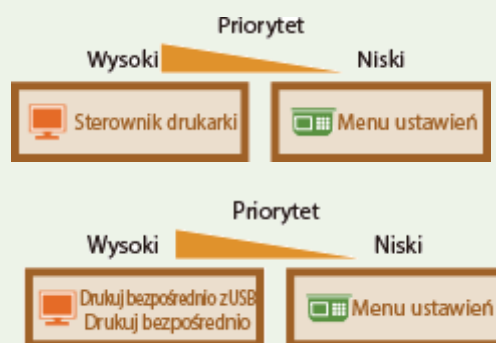 Priorytet
Wysoki Niski
Sterownik drukarki Menu ustawień
Priorytet
Wysoki Niski
Drukuj bezpośrednio z USB
Drukuj bezpośrednio Menu ustawień